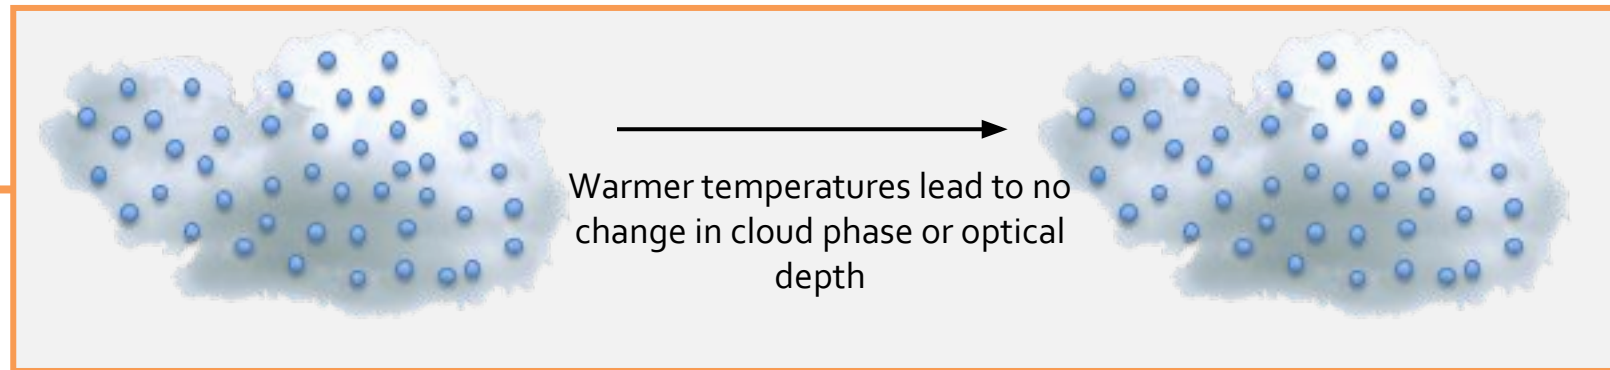 Warmer temperatures lead to no
change in cloud phase or optical
depth